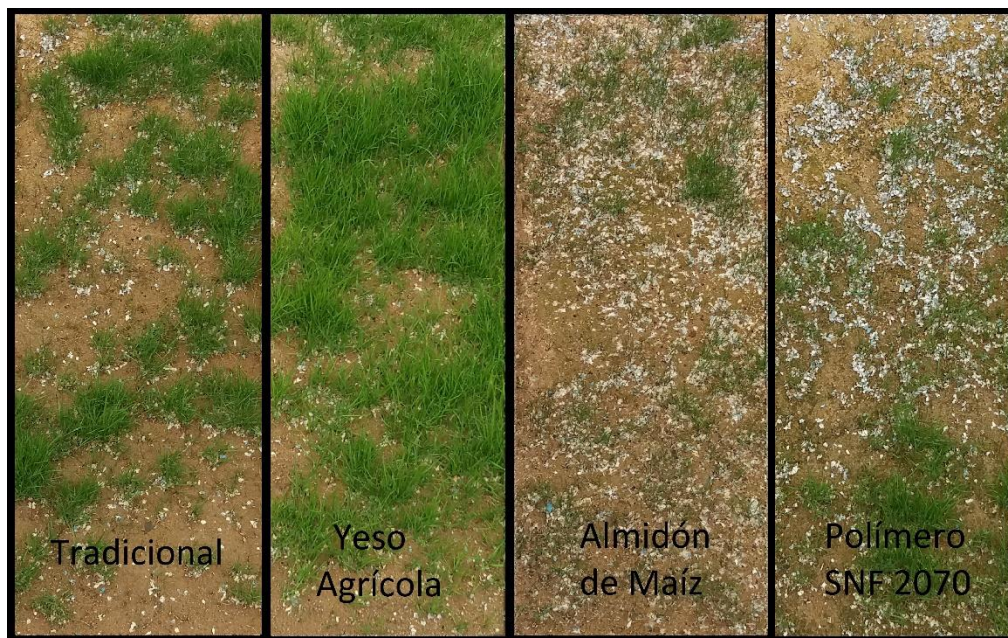 Tradicional
Yeso
Agrícola
Almidón
de Maíz
Polímero
SNF 2070